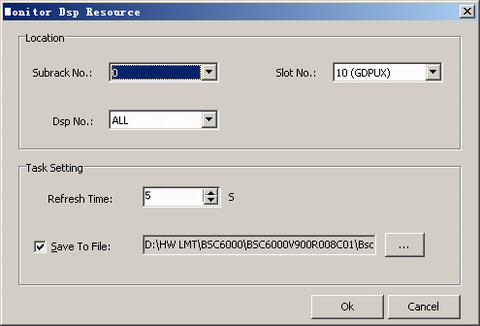 Monitor Dsp Resource
Location
Subrack No.: 0 Slot No.: 10 (GDPUX)
Dsp No.: ALL
Task Setting
Refresh Time: 5 S
Save To File: D:\HW LMT\BSC6000\BSC6000V900R008C01\Bsc ...
Ok Cancel